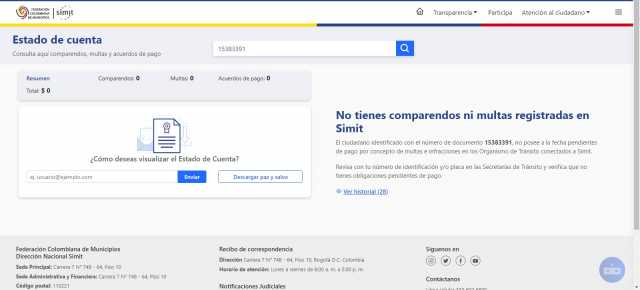 FEDERACIÓN COLOMBIANA DE MUNICIPIOS simit
Transparencia Participa Atención al ciudadano
Estado de cuenta
Consulta aquí comparendos, multas y acuerdos de pago
15383391
Resumen Comparendos: 0 Multas: 0 Acuerdos de pago: 0
Total: $ 0
¿Cómo deseas visualizar el Estado de Cuenta?
ej. usuario@ejemplo.com Enviar Descargar paz y salvo
No tienes comparendos ni multas registradas en
Simit
El ciudadano identificado con el número de documento 15383391, no posee a la fecha pendientes
de pago por concepto de multas e infracciones en los Organismos de Tránsito conectados a Simit.
Revisa con tu número de identificación y/o placa en las Secretarías de Tránsito y verifica que no
tienes obligaciones pendientes de pago.
Ver historial (28)
Federación Colombiana de Municipios
Dirección Nacional Simit
Sede Principal: Carrera 7 N° 74B - 64, Piso 10
Sede Administrativa y Financiera: Carrera 7 N° 74B - 64, Piso 10
Código postal: 110221
Recibo de correspondencia
Dirección Carrera 7 N° 74B - 64, Piso 10, Bogotá D.C. Colombia
Horario de atención: Lunes a viernes de 8:00 a. m. a 5:00 p. m.
Notificaciones Judiciales
Síguenos en
Contáctanos